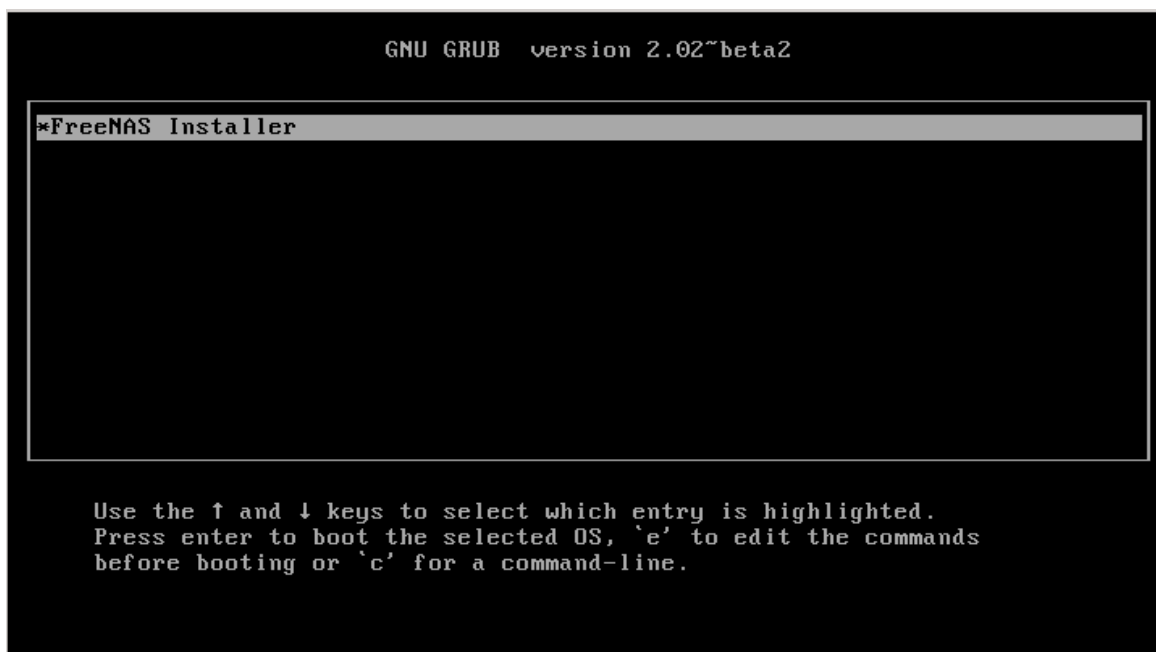 GNU GRUB  version 2.02~beta2
*FreeNAS Installer
Use the ↑ and ↓ keys to select which entry is highlighted.
Press enter to boot the selected OS, `e' to edit the commands
before booting or `c' for a command-line.